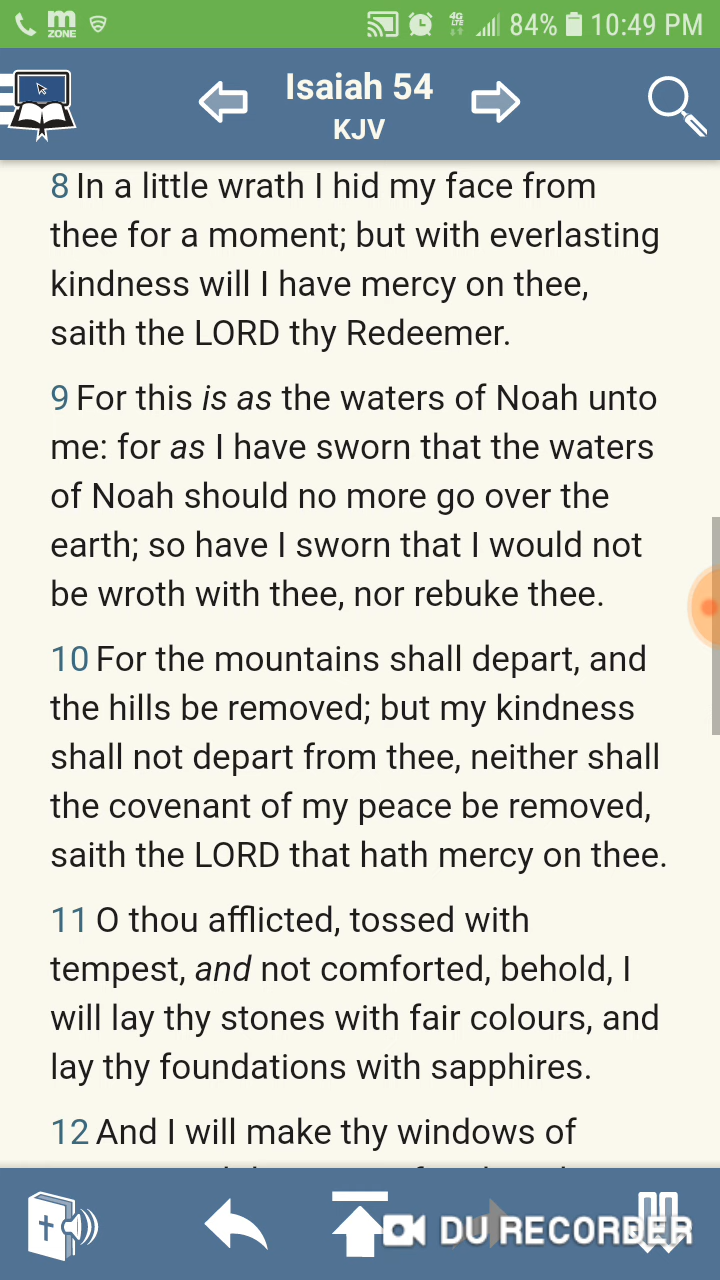 m ZONE 4G LTE 84% 10:49 PM
Isaiah 54
KJV
8 In a little wrath I hid my face from
thee for a moment; but with everlasting
kindness will I have mercy on thee,
saith the LORD thy Redeemer.
9 For this is as the waters of Noah unto
me: for as I have sworn that the waters
of Noah should no more go over the
earth; so have I sworn that I would not
be wroth with thee, nor rebuke thee.
10 For the mountains shall depart, and
the hills be removed; but my kindness
shall not depart from thee, neither shall
the covenant of my peace be removed,
saith the LORD that hath mercy on thee.
11 O thou afflicted, tossed with
tempest, and not comforted, behold, I
will lay thy stones with fair colours, and
lay thy foundations with sapphires.
12 And I will make thy windows of
DU RECORDER